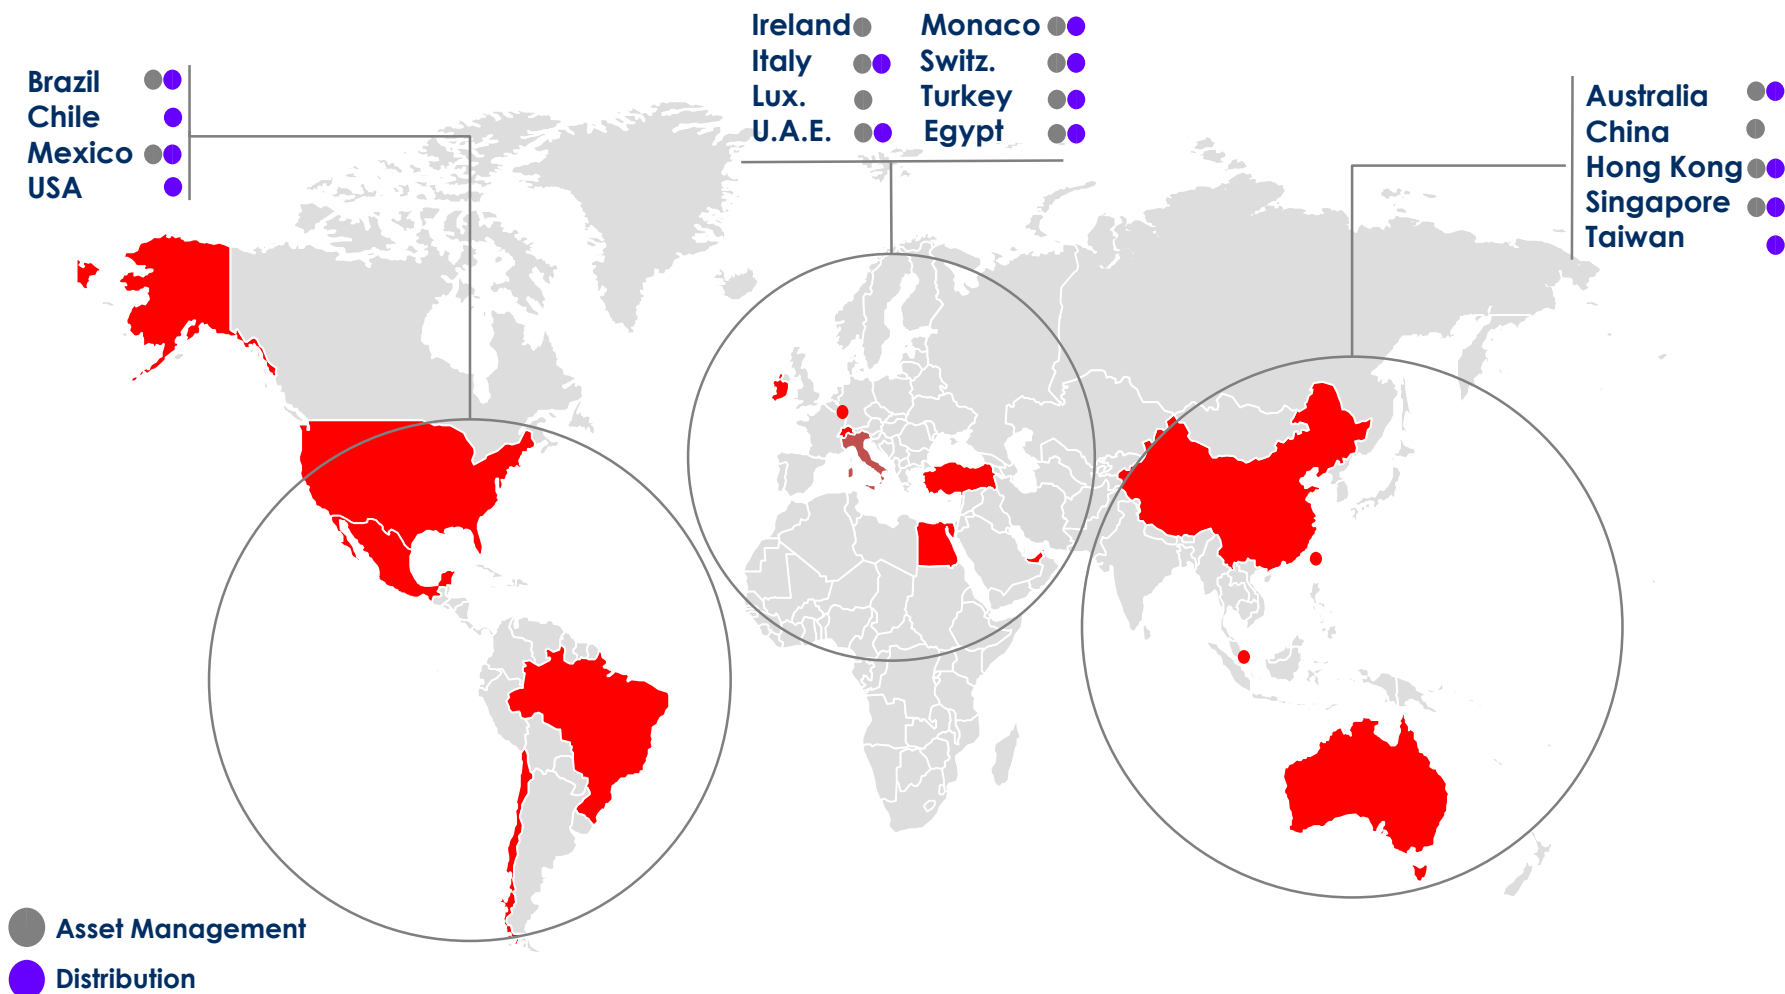 Ireland Monaco
Italy Switz.
Lux. Turkey
U.A.E. Egypt
Brazil
Chile
Mexico
USA
Australia
China
Hong Kong
Singapore
Taiwan
Asset Management
Distribution